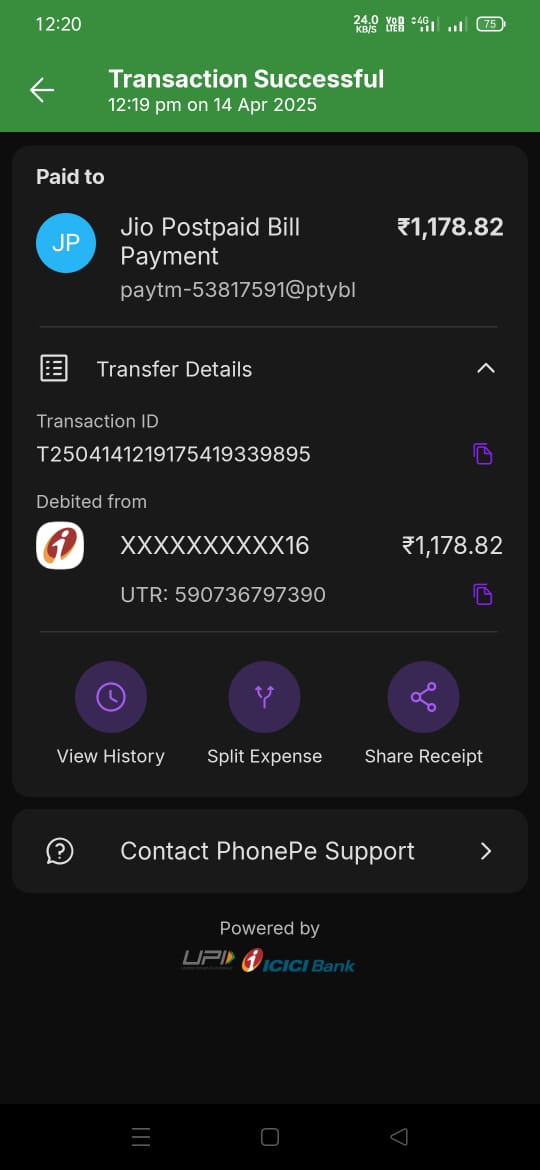 12:20
24.0 KB/S Vo LTE 4G 75
Transaction Successful
12:19 pm on 14 Apr 2025
Paid to
JP
Jio Postpaid Bill
₹1,178.82
Payment
paytm-53817591@ptybl
Transfer Details
Transaction ID
T2504141219175419339895
Debited from
XXXXXXXXXX16
₹1,178.82
UTR: 590736797390
View History
Split Expense
Share Receipt
Contact PhonePe Support
Powered by
UPI ICICI Bank